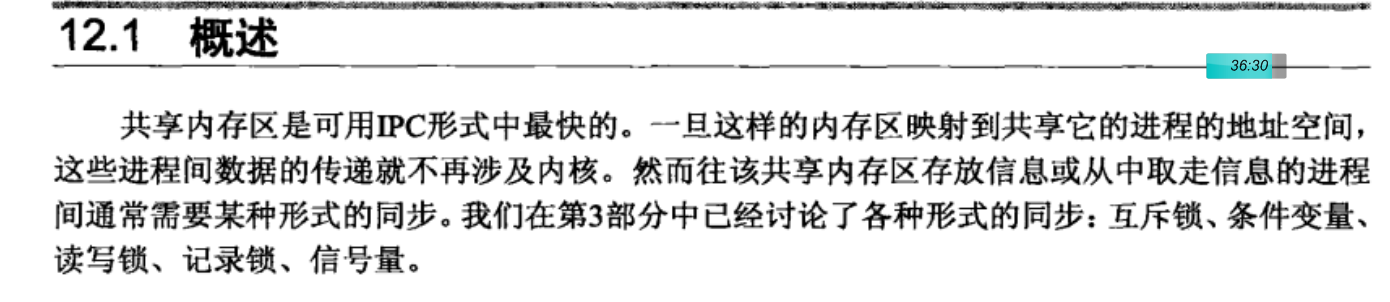 12.1 概述
36:30
共享内存区是可用IPC形式中最快的。一旦这样的内存区映射到共享它的进程的地址空间，
这些进程间数据的传递就不再涉及内核。然而往该共享内存区存放信息或从中取走信息的进程
间通常需要某种形式的同步。我们在第3部分中已经讨论了各种形式的同步：互斥锁、条件变量、
读写锁、记录锁、信号量。